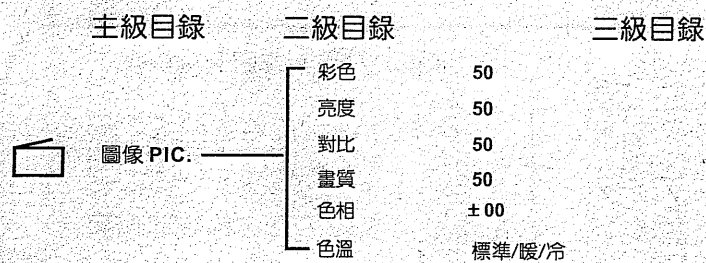 主級目錄 二級目錄 三級目錄
彩色 50
亮度 50
對比 50
圖像 PIC.
畫質 50
色相 ±00
色溫 標準/暖/冷